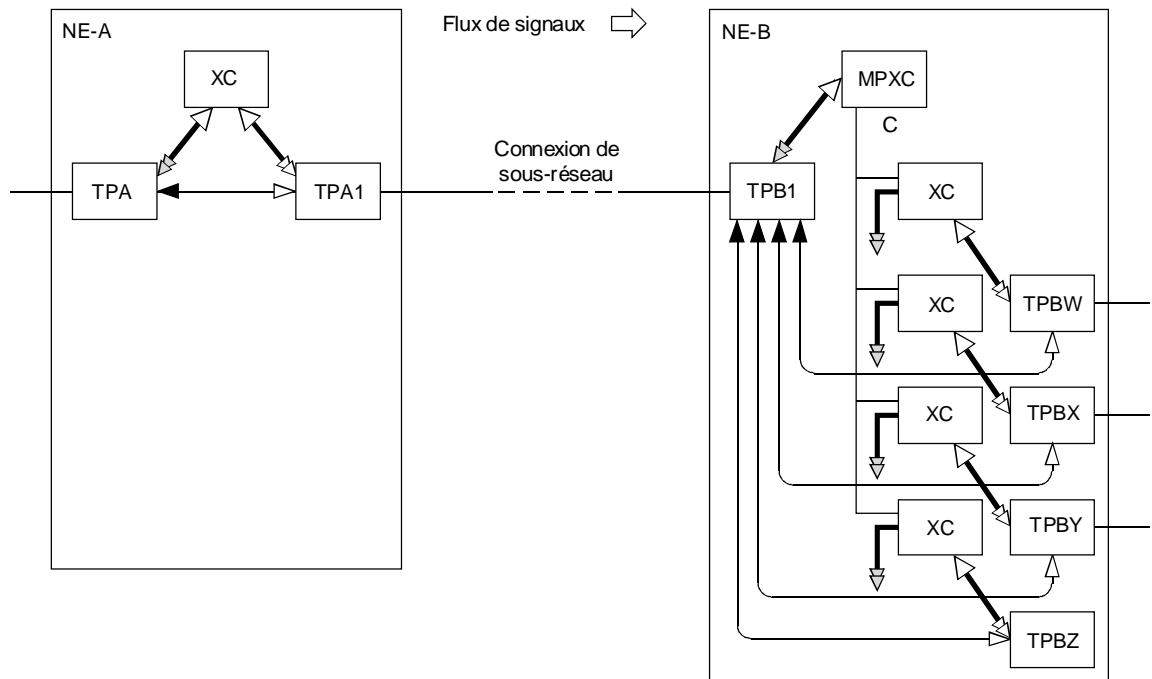 NE-A
Flux de signaux
NE-B
XC
MPXC
C
Connexion de
sous-réseau
TPA
TPA1
TPB1
XC
XC
TPBW
XC
TPBX
XC
TPBY
TPBZ